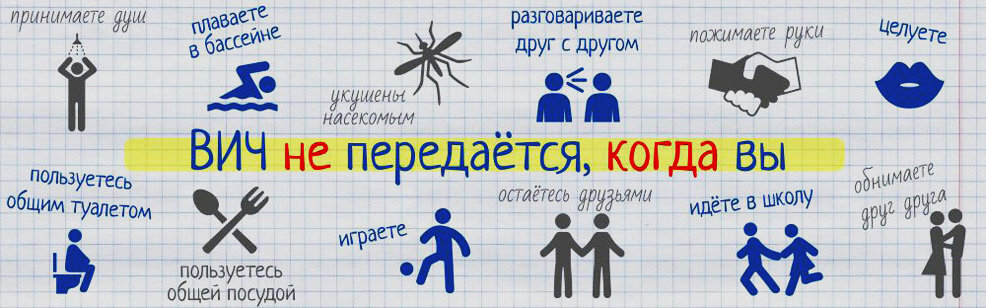 принимаете душ
плаваете
в бассейне
укушены
насекомым
разговариваете
друг с другом
пожимаете руки
целуете
ВИЧ не передаётся, когда вы
пользуетесь
общим туалетом
пользуетесь
общей посудой
играете
остаётесь друзьями
идёте в школу
обнимаете
друг друга